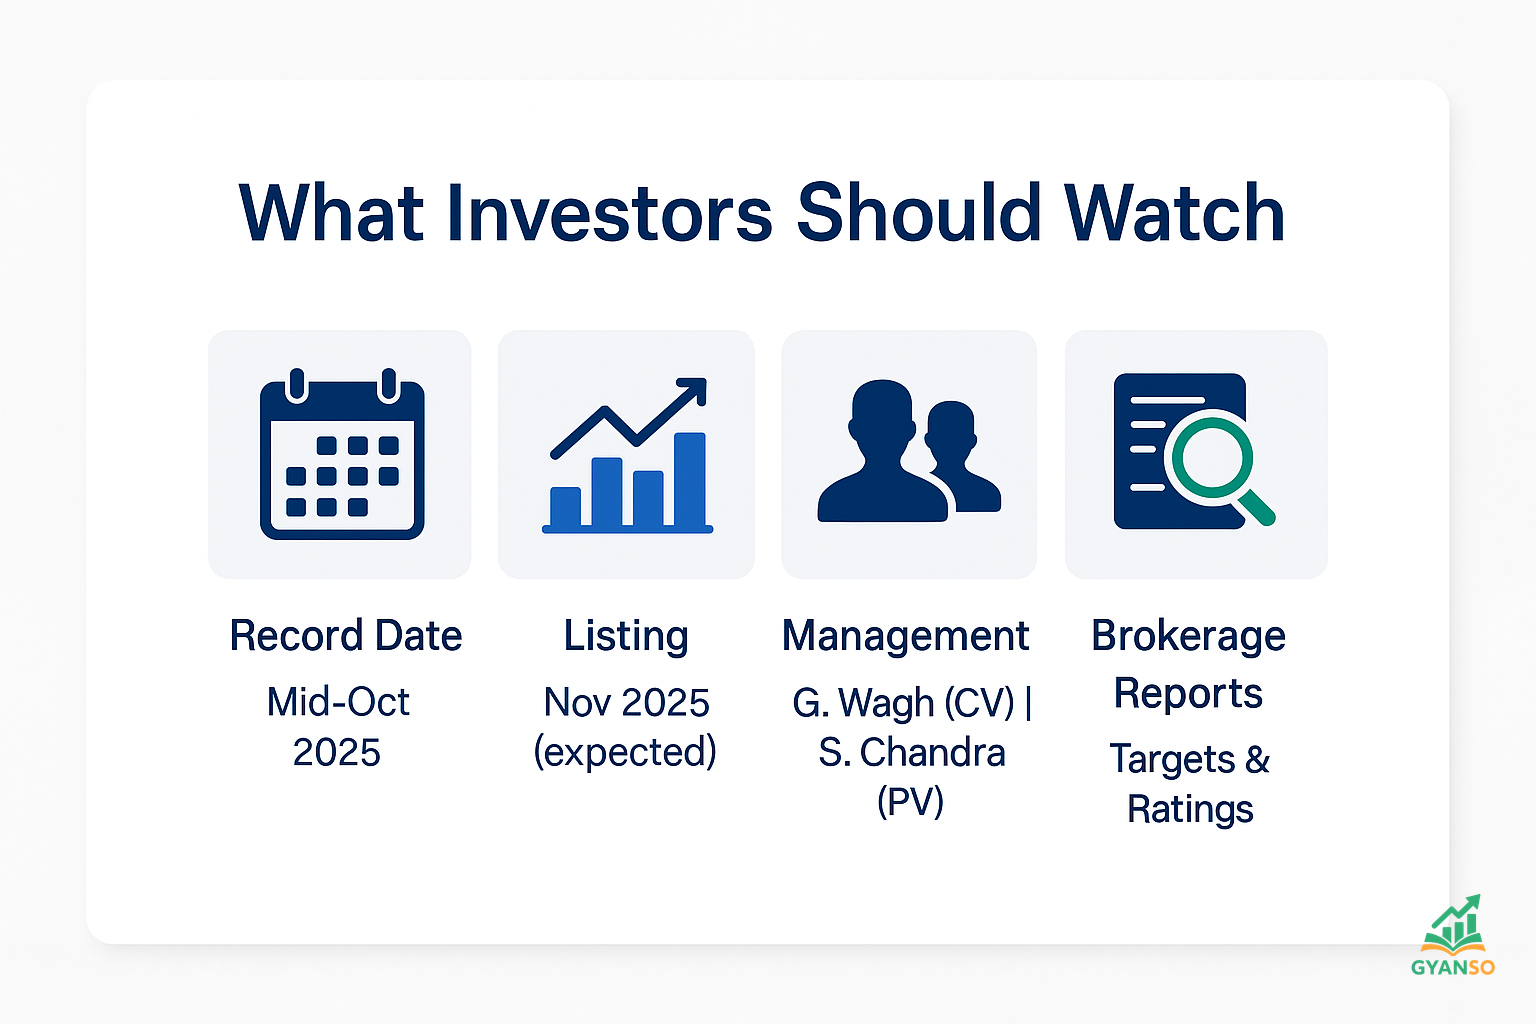 What Investors Should Watch
Record Date
Mid-Oct
2025
Listing
Nov 2025
(expected)
Management
G. Wagh (CV) |
S. Chandra
(PV)
Brokerage
Reports
Targets &
Ratings
GYANSO